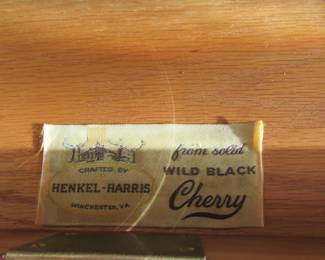 CRAFTED BY
HENKEL-HARRIS
WINCHESTER, VA.
from solid
WILD BLACK
Cherry